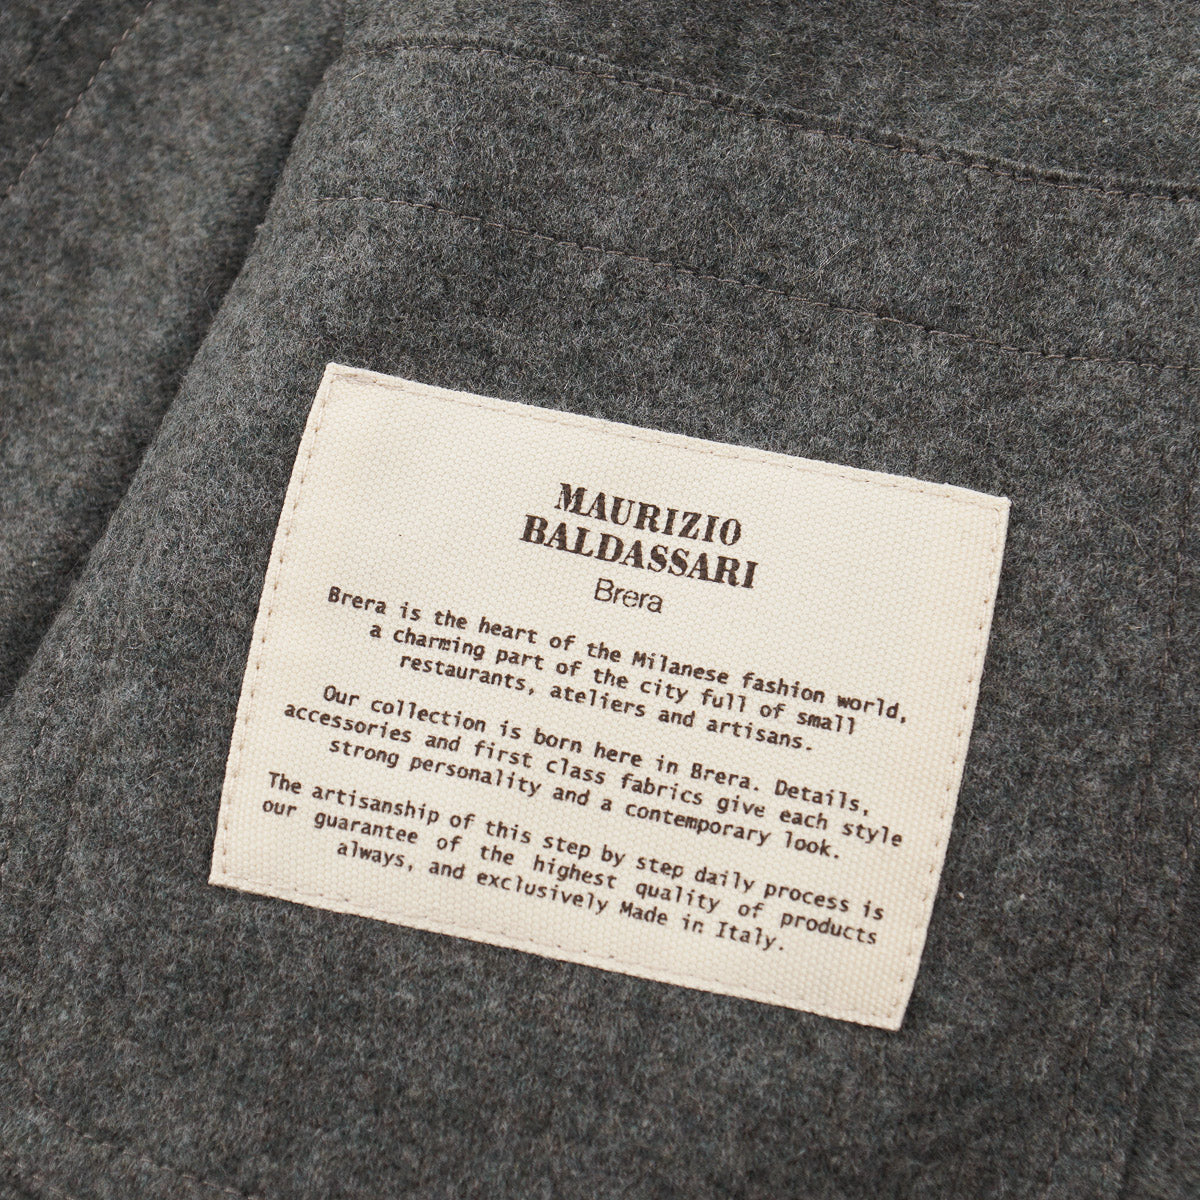 MAURIZIO
BALDASSARI
Brera
Brera is the heart of the Milanese fashion world,
a charming part of the city full of small
restaurants, ateliers and artisans.
Our collection is born here in Brera. Details,
accessories and first class fabrics give each style
strong personality and a contemporary look.
The artisanship of this step by step daily process is
our guarantee of the highest quality of products
always, and exclusively Made in Italy.